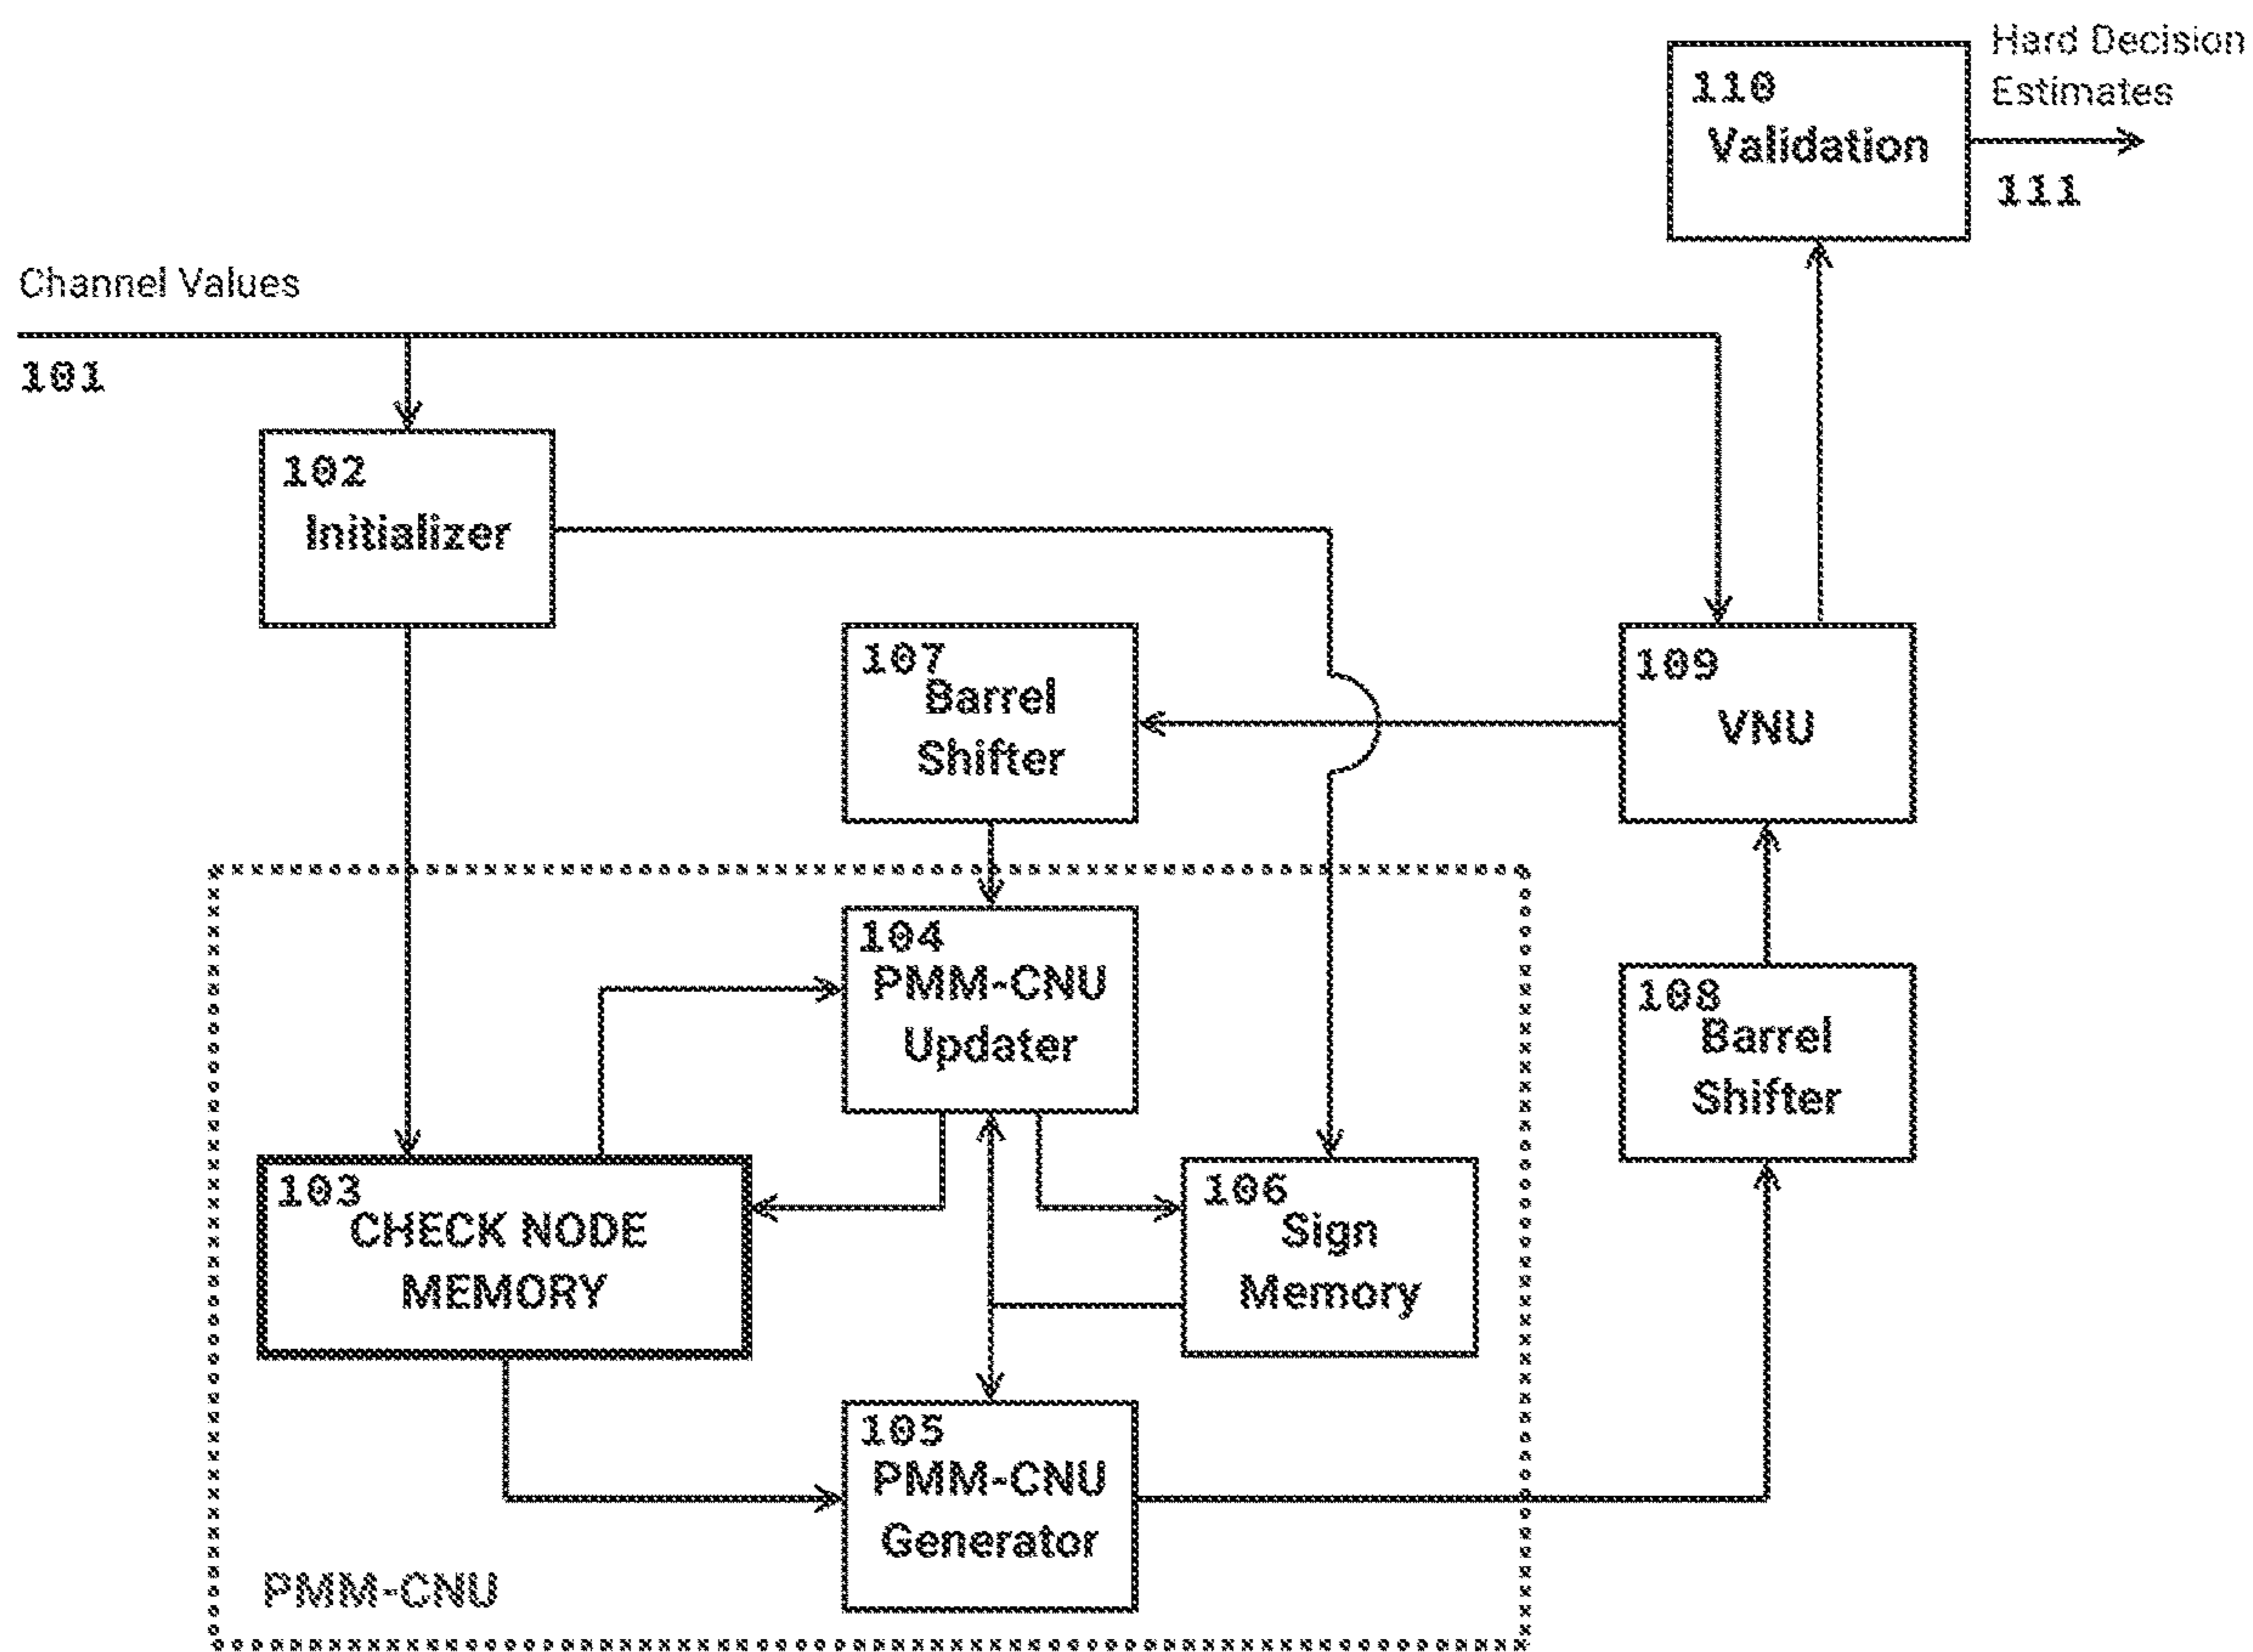 Hard Decision
Estimates
110
Validation
111
Channel Values
101
102
Initializer
107
Barrel
Shifter
109
VNU
104
PMM-CNU
Updater
108
Barrel
Shifter
103
CHECK NODE
MEMORY
106
Sign
Memory
105
PMM-CNU
Generator
PMM-CNU